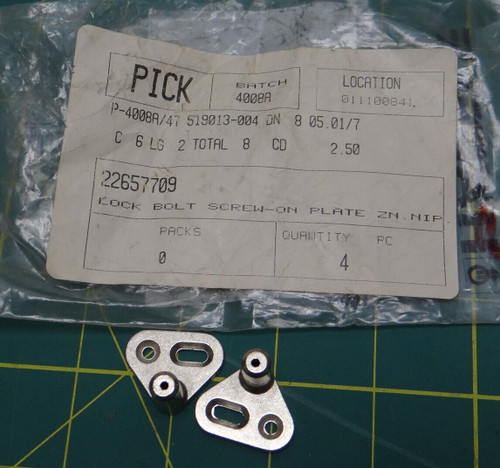 PICK
BATCH
4008A
LOCATION
011100841
P-4008A/47 519013-004 DN 8 05.01/7
C 6 LG 2 TOTAL 8 CD 2.50
22657709
LOCK BOLT SCREW-ON PLATE ZN.NIP
PACKS
0
QUANTITY PC
4